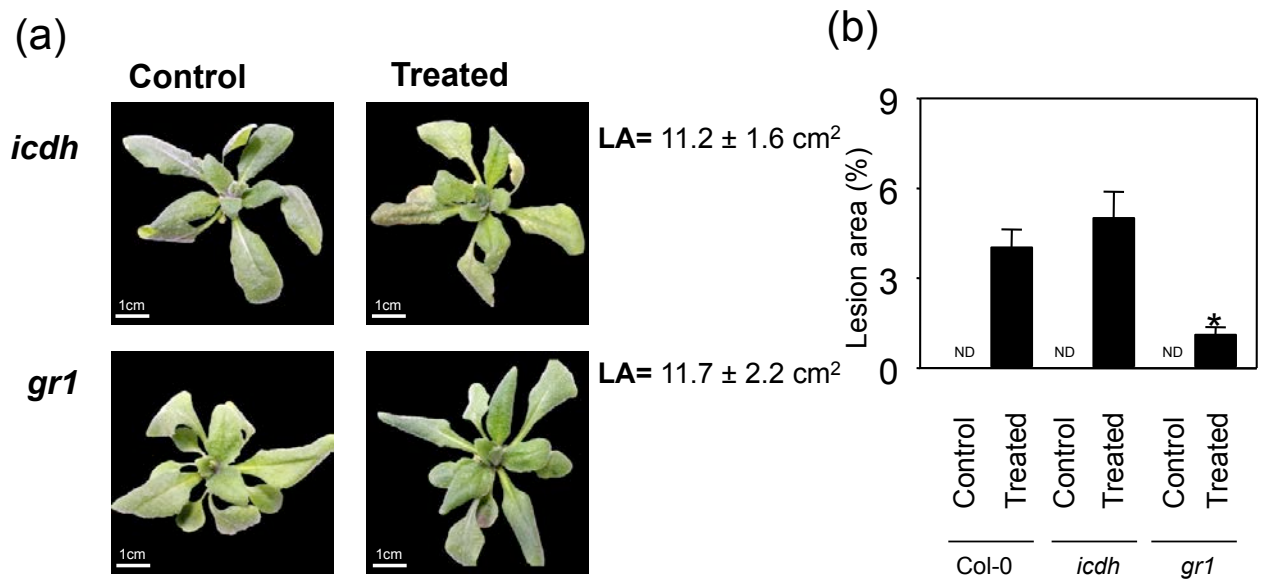 (a)
Control
Treated
icdh
LA= 11.2 ± 1.6 cm²
1cm
1cm
gr1
LA= 11.7 ± 2.2 cm²
1cm
1cm
(b)
Lesion area (%)
9
6
3
0
ND
ND
ND
*
Control
Treated
Control
Treated
Control
Treated
Col-0
icdh
gr1